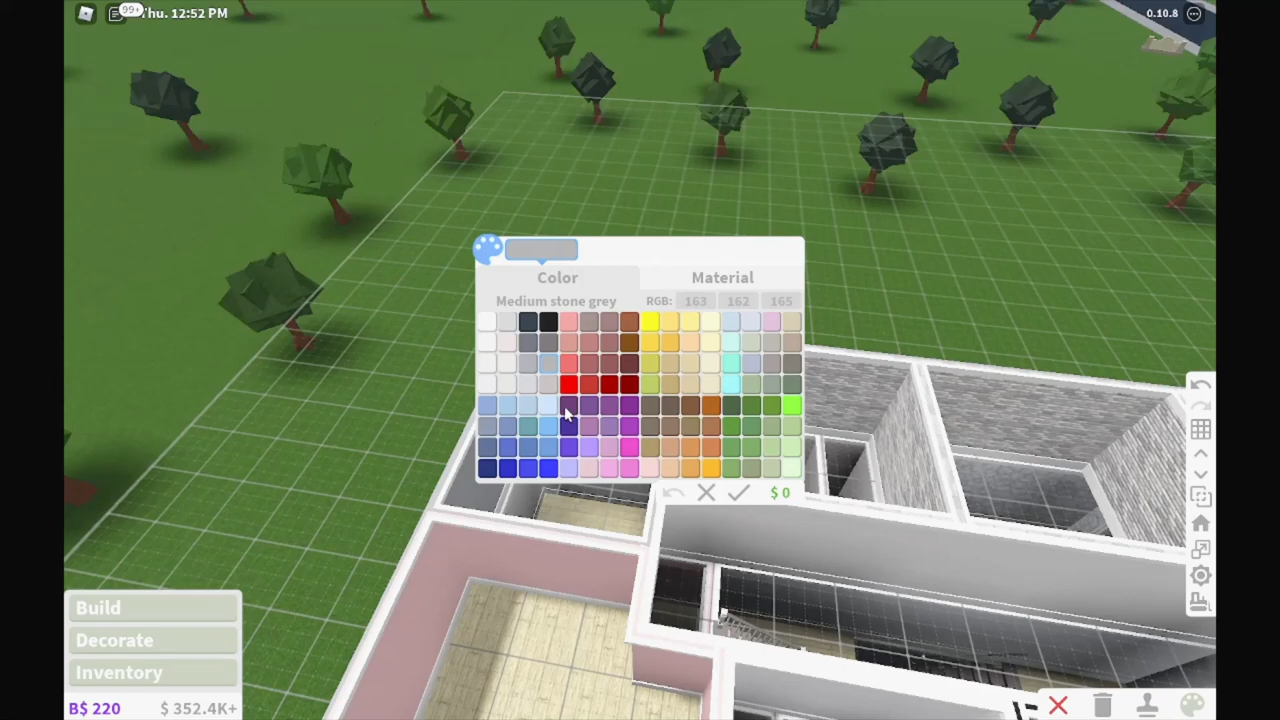 99+
Thu. 12:52 PM
0.10.8
Color
Material
Medium stone grey
RGB: 163 162 165
$ 0
Build
Decorate
Inventory
B$ 220
$ 352.4K+